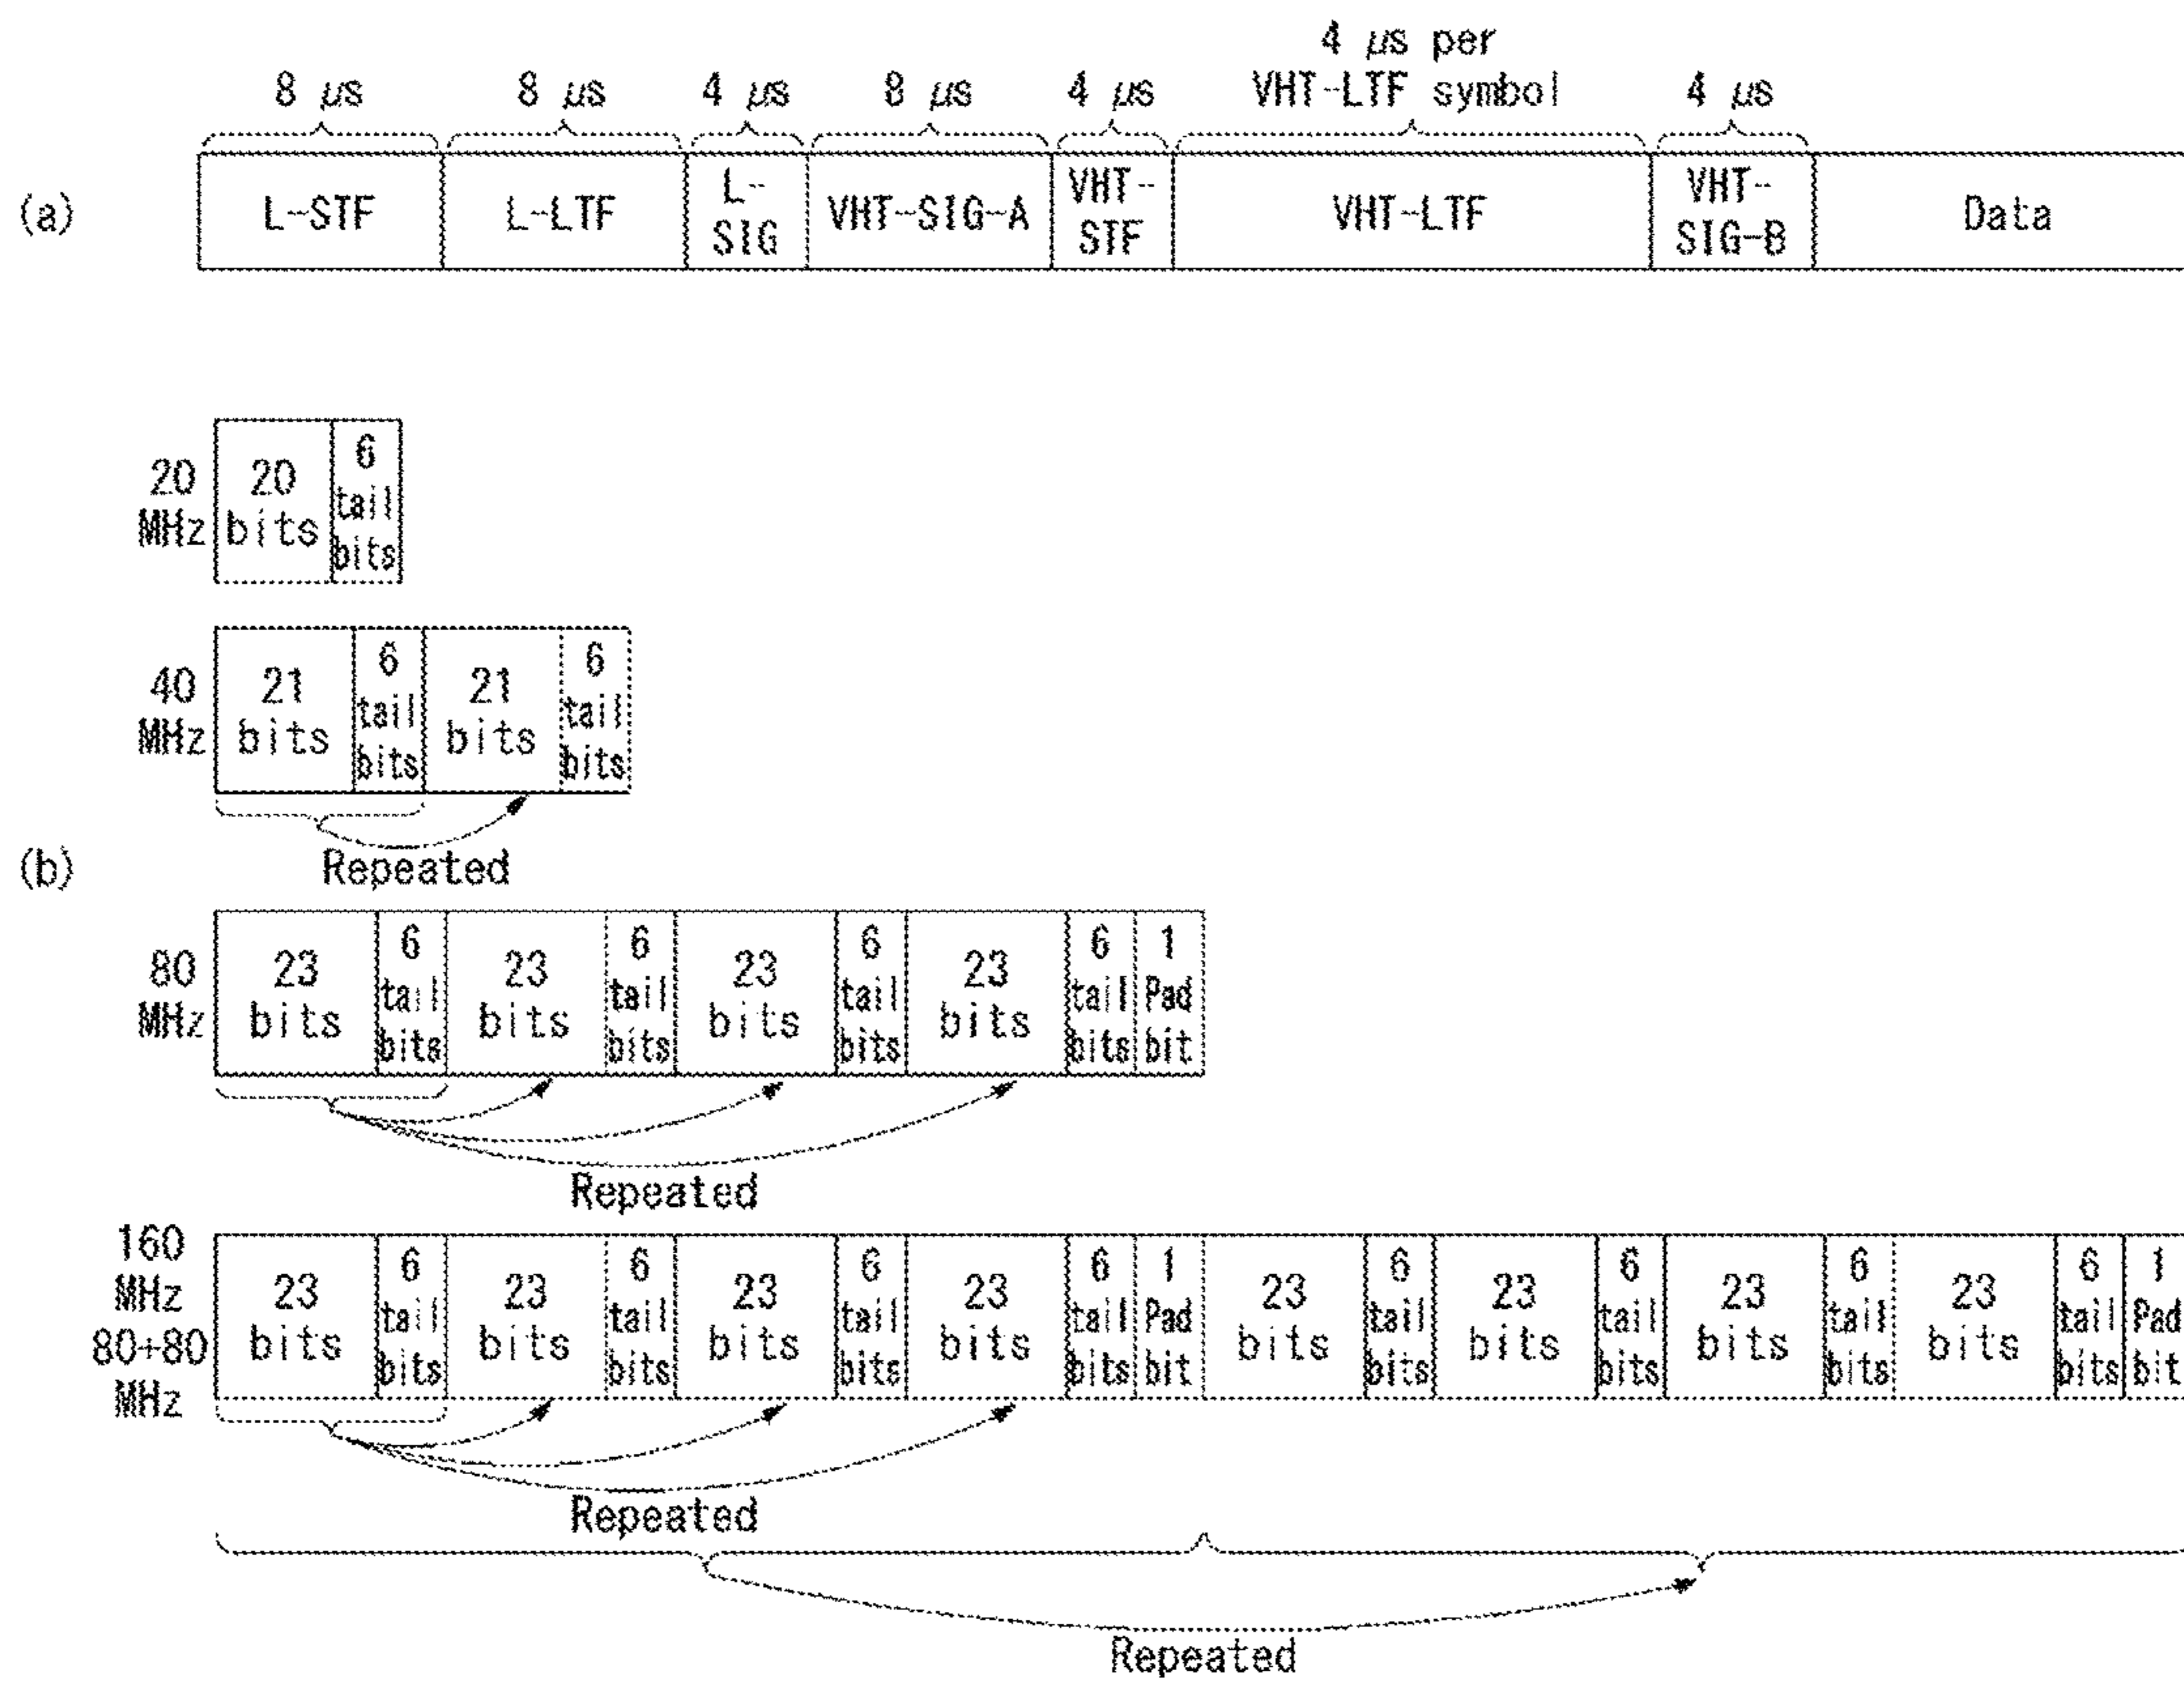 4 μs per
8 μs 8 μs 4 μs 8 μs 4 μs VHT-LTF symbol 4 μs
(a)
L-STF
L-LTF
L-
SIG
VHT-SIG-A
VHT-
STF
VHT-LTF
VHT-
SIG-B
Data
(b)
20
MHz
20
bits
6
tail
bits
40
MHz
21
bits
6
tail
bits
21
bits
6
tail
bits
Repeated
80
MHz
23
bits
6
tail
bits
23
bits
6
tail
bits
23
bits
6
tail
bits
23
bits
6
tail
bits
1
Pad
bit
Repeated
160
MHz
80+80
MHz
23
bits
6
tail
bits
23
bits
6
tail
bits
23
bits
6
tail
bits
23
bits
6
tail
bits
1
Pad
bit
23
bits
6
tail
bits
23
bits
6
tail
bits
23
bits
6
tail
bits
23
bits
6
tail
bits
1
Pad
bit
Repeated
Repeated